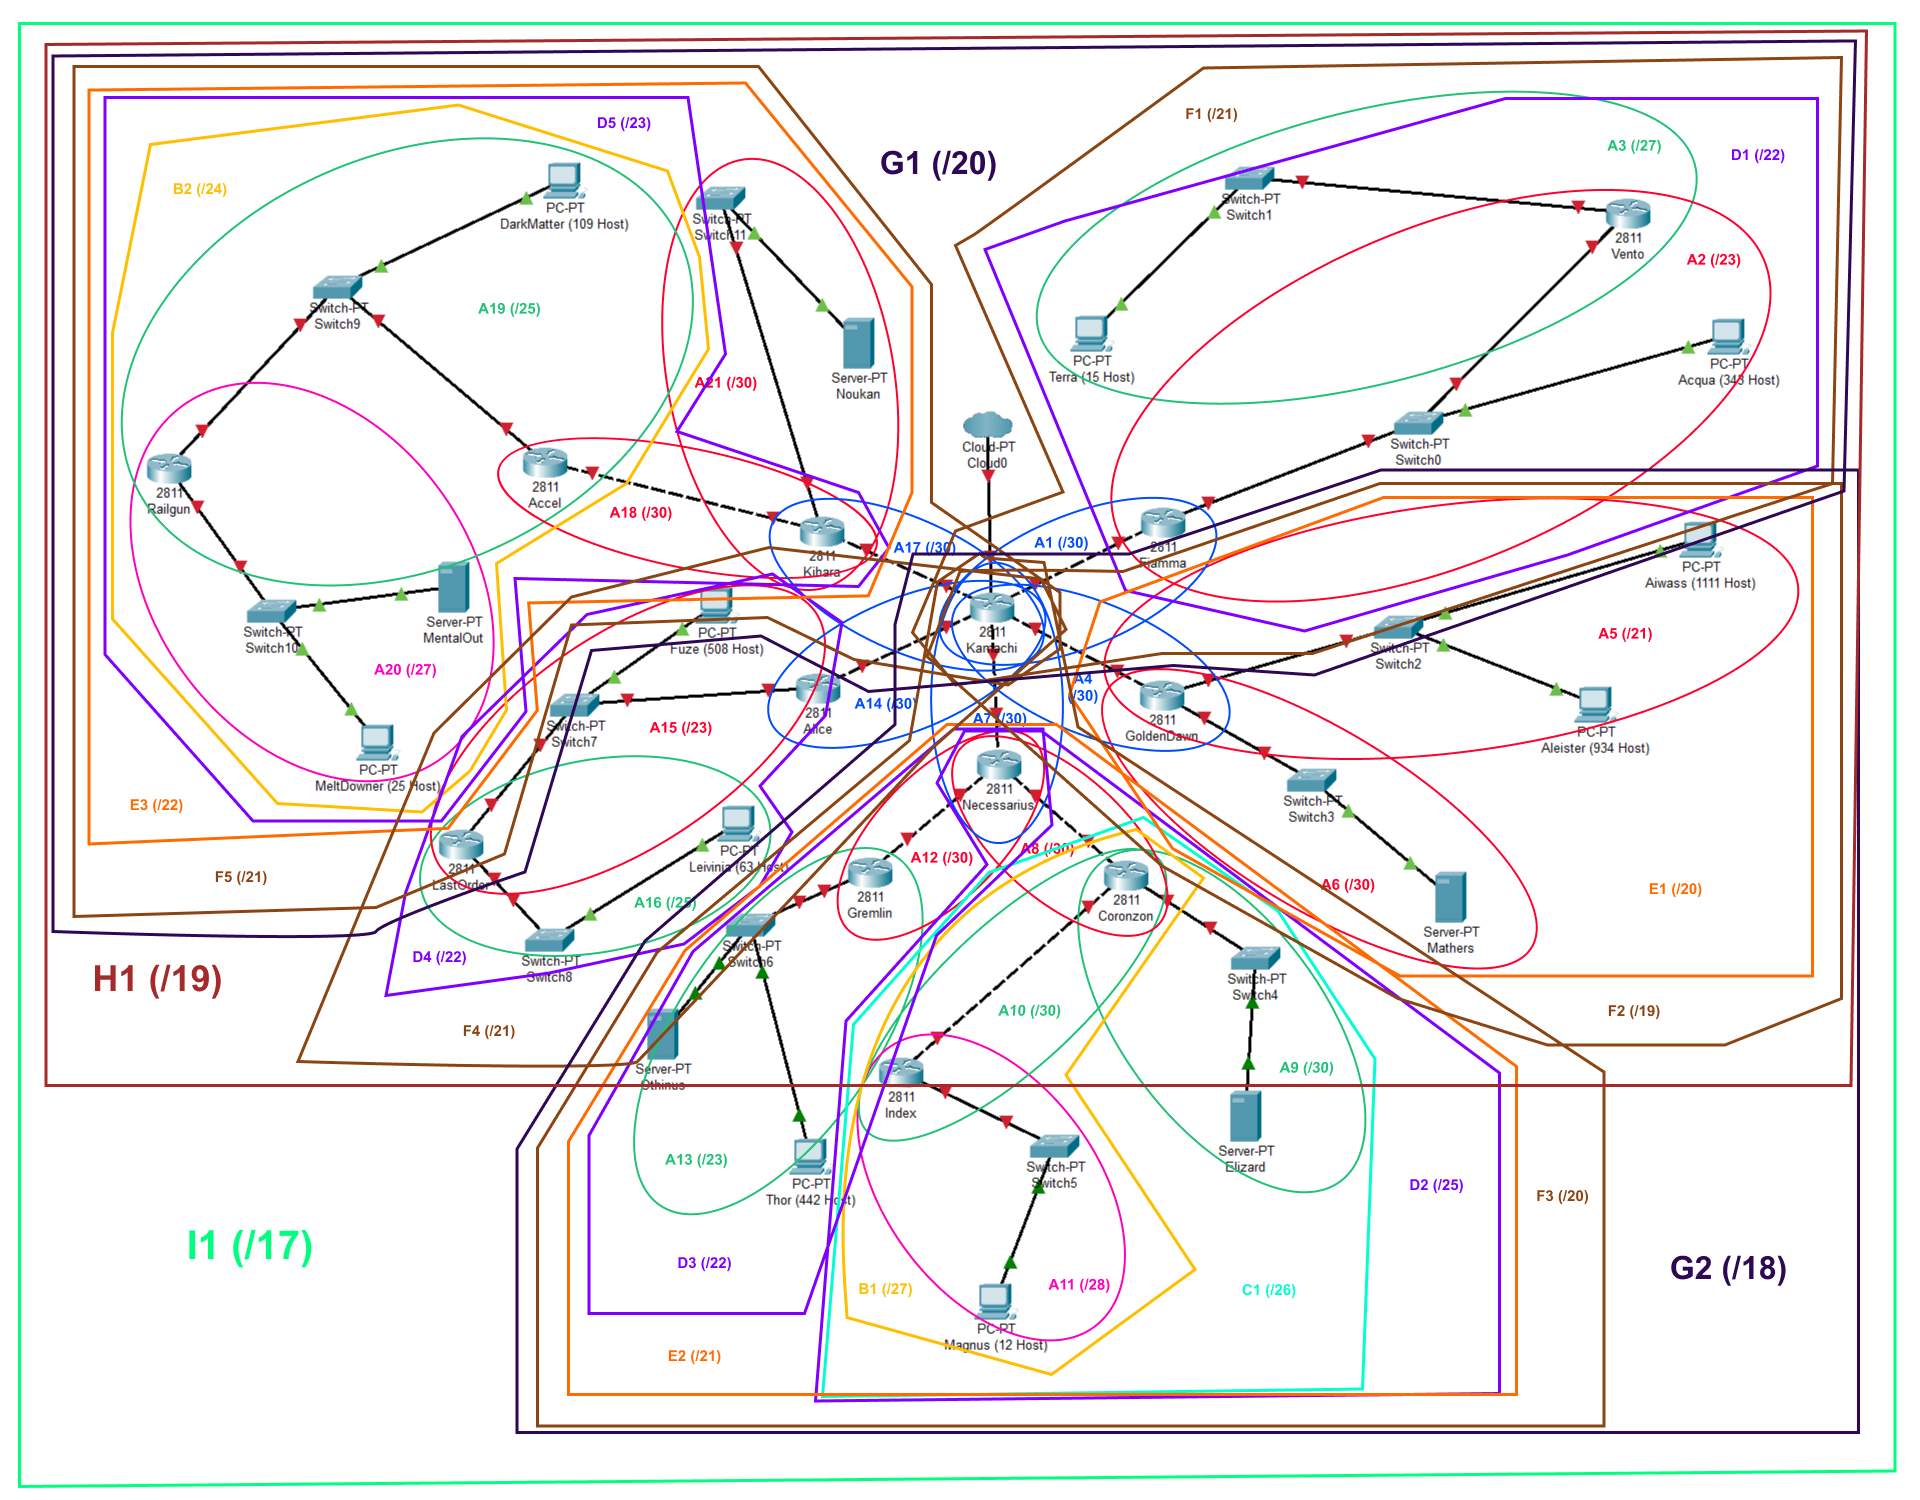 F1 (/21)
D5 (/23)
A3 (/27)
D1 (/22)
G1 (/20)
B2 (/24)
PC-PT
DarkMatter (109 Host)
Switch-PT
Switch1
Switch-PT
Switch11
2811
Vento
A2 (/23)
A19 (/25)
Switch-PT
Switch9
PC-PT
Terra (15 Host)
PC-PT
Acqua (343 Host)
Server-PT
Noukan
A21 (/30)
Cloud-PT
Cloud0
Switch-PT
Switch0
2811
Railgun
2811
Accel
A18 (/30)
A17 (/30)
A1 (/30)
2811
Kihara
2811
Fiamma
PC-PT
Aiwass (1111 Host)
Switch-PT
Switch10
Server-PT
MentalOut
PC-PT
Fuze (508 Host)
2811
Kamachi
Switch-PT
Switch2
A5 (/21)
A20 (/27)
A4
(/30)
A14 (/30)
A7 (/30)
A15 (/23)
Switch-PT
Switch7
2811
Alice
2811
GoldenDawn
PC-PT
Aleister (934 Host)
PC-PT
MeltDowner (25 Host)
2811
Necessarius
Switch-PT
Switch3
E3 (/22)
A12 (/30)
A8 (/30)
PC-PT
Leivinia (63 Host)
2811
LastOrder
F5 (/21)
A6 (/30)
E1 (/20)
2811
Gremlin
2811
Coronzon
A16 (/25)
Server-PT
Mathers
D4 (/22)
Switch-PT
Switch8
Switch-PT
Switch6
Switch-PT
Switch4
H1 (/19)
F4 (/21)
A10 (/30)
F2 (/19)
Server-PT
Othinus
A9 (/30)
2811
Index
A13 (/23)
Switch-PT
Switch5
Server-PT
Elizard
PC-PT
Thor (442 Host)
D2 (/25)
F3 (/20)
I1 (/17)
D3 (/22)
G2 (/18)
B1 (/27)
A11 (/28)
C1 (/26)
PC-PT
Magnus (12 Host)
E2 (/21)